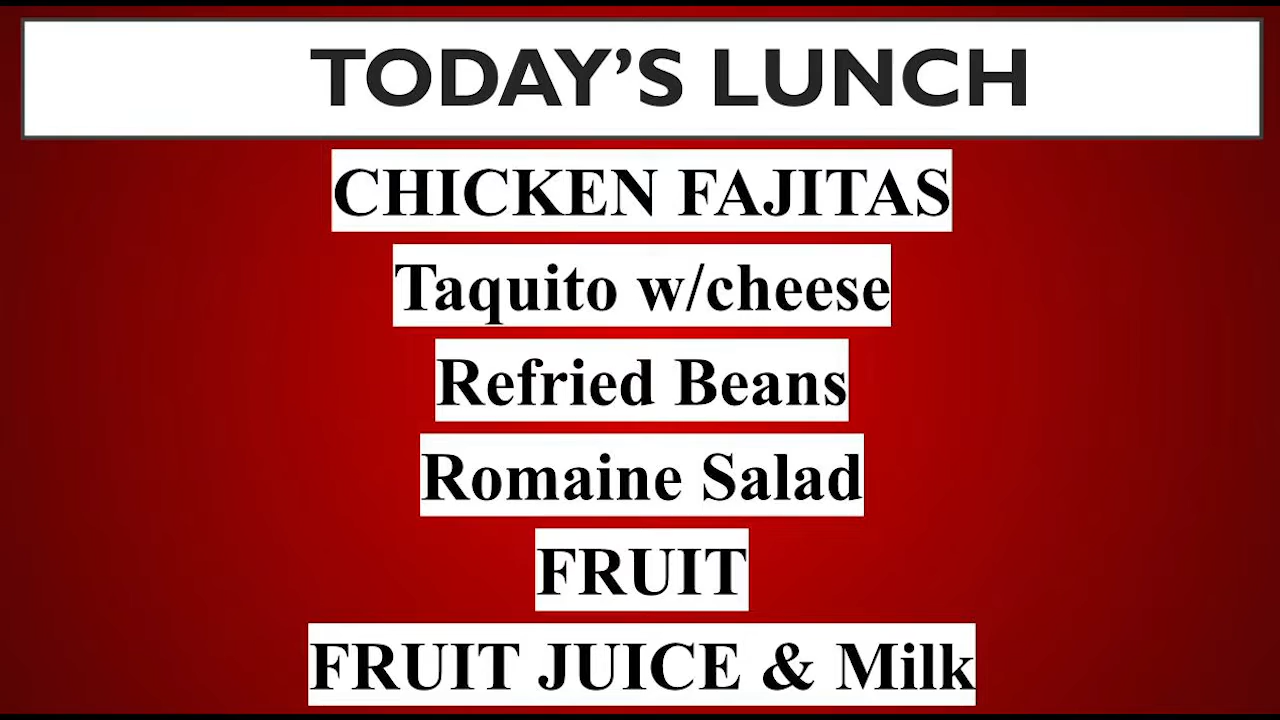 TODAY’S LUNCH
CHICKEN FAJITAS
Taquito w/cheese
Refried Beans
Romaine Salad
FRUIT
FRUIT JUICE & Milk